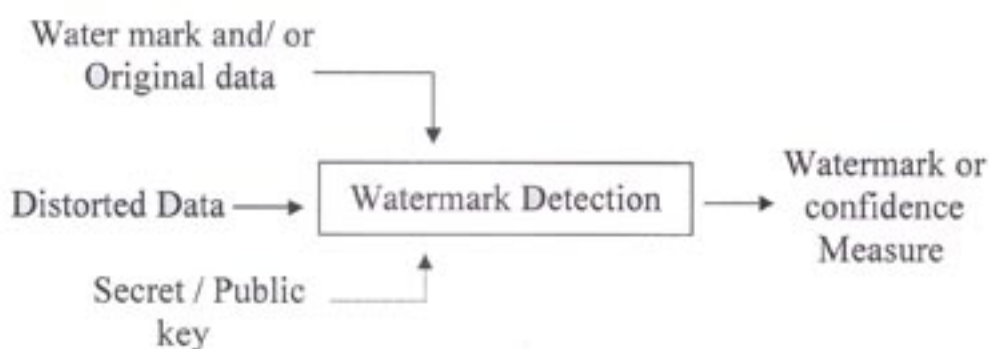 Water mark and/ or
Original data
Distorted Data
Watermark Detection
Watermark or
confidence
Measure
Secret / Public
key